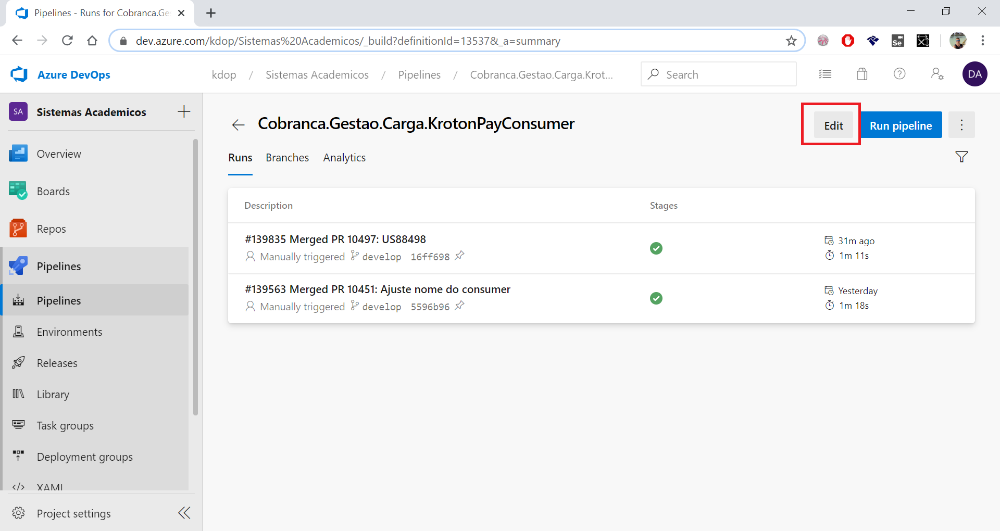 Pipelines - Runs for Cobranca.Ge
dev.azure.com/kdop/Sistemas%20Academicos/_build?definitionId=13537&_a=summary
Se
Azure DevOps
kdop / Sistemas Academicos / Pipelines / Cobranca.Gestao.Carga.Krot...
Search
DA
SA Sistemas Academicos
Overview
Boards
Repos
Pipelines
Pipelines
Environments
Releases
Library
Task groups
Deployment groups
XAML
Project settings
Cobranca.Gestao.Carga.KrotonPayConsumer
Edit
Run pipeline
Runs Branches Analytics
Description Stages
#139835 Merged PR 10497: US88498
Manually triggered develop 16ff698
31m ago
1m 11s
#139563 Merged PR 10451: Ajuste nome do consumer
Manually triggered develop 5596b96
Yesterday
1m 18s